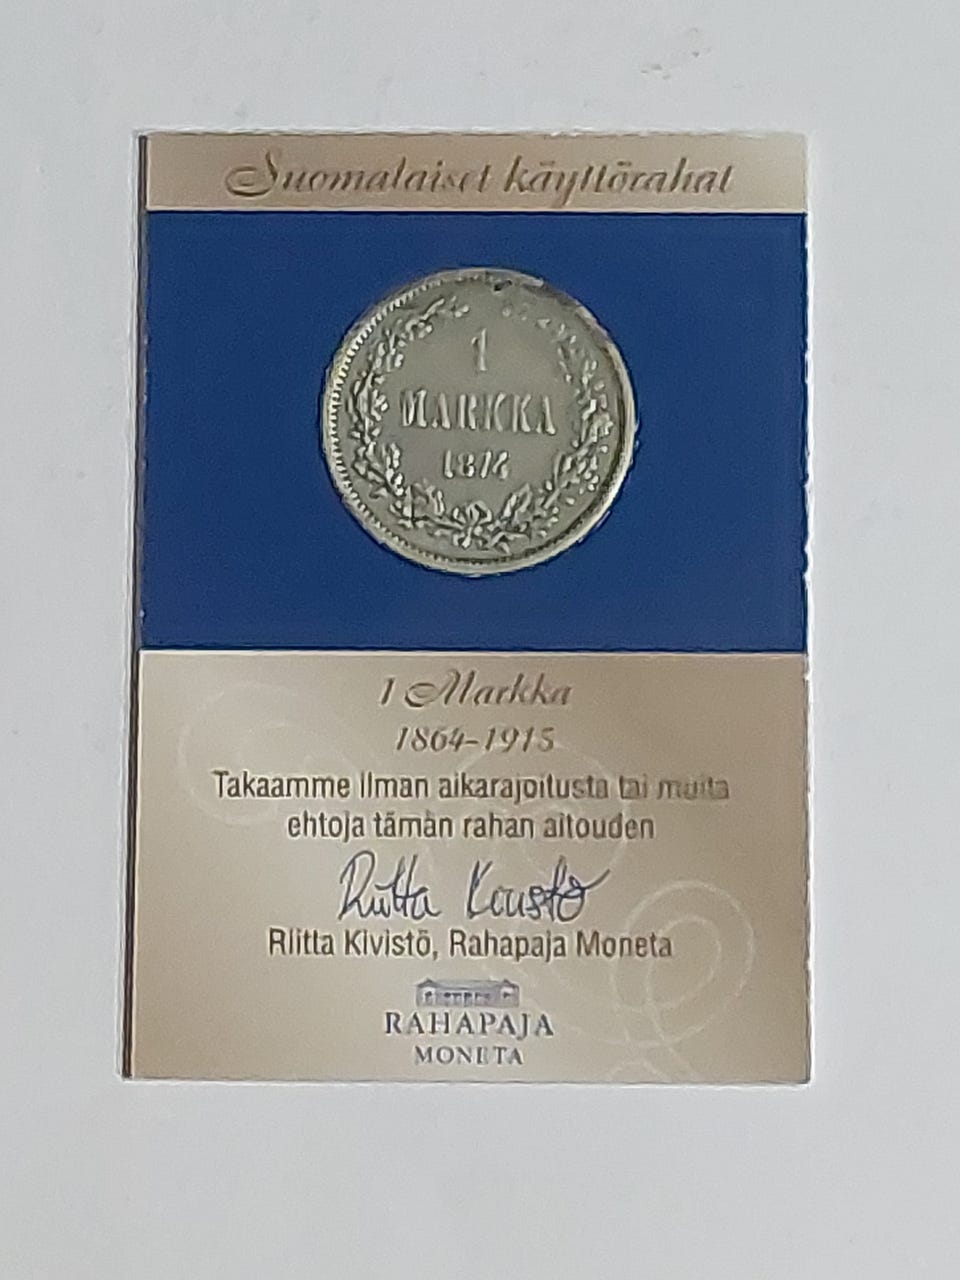 Suomalaiset käyttörahat
1
MARKKA
1874
1 Markka
1864-1915
Takaamme ilman aikarajoitusta tai muita
ehtoja tämän rahan aitouden
Riitta Kivistö
Riitta Kivistö, Rahapaja Moneta
RAHAPAJA
MONETA